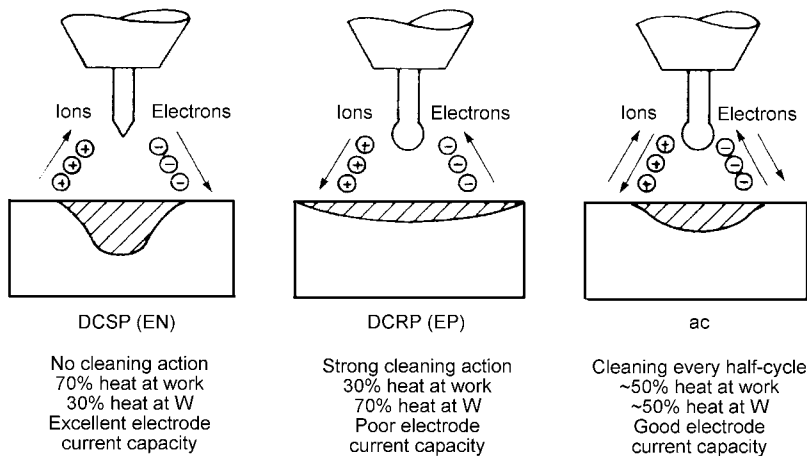 Ions Electrons
Ions Electrons
Ions Electrons
DCSP (EN)
No cleaning action
70% heat at work
30% heat at W
Excellent electrode
current capacity
DCRP (EP)
Strong cleaning action
30% heat at work
70% heat at W
Poor electrode
current capacity
ac
Cleaning every half-cycle
~50% heat at work
~50% heat at W
Good electrode
current capacity